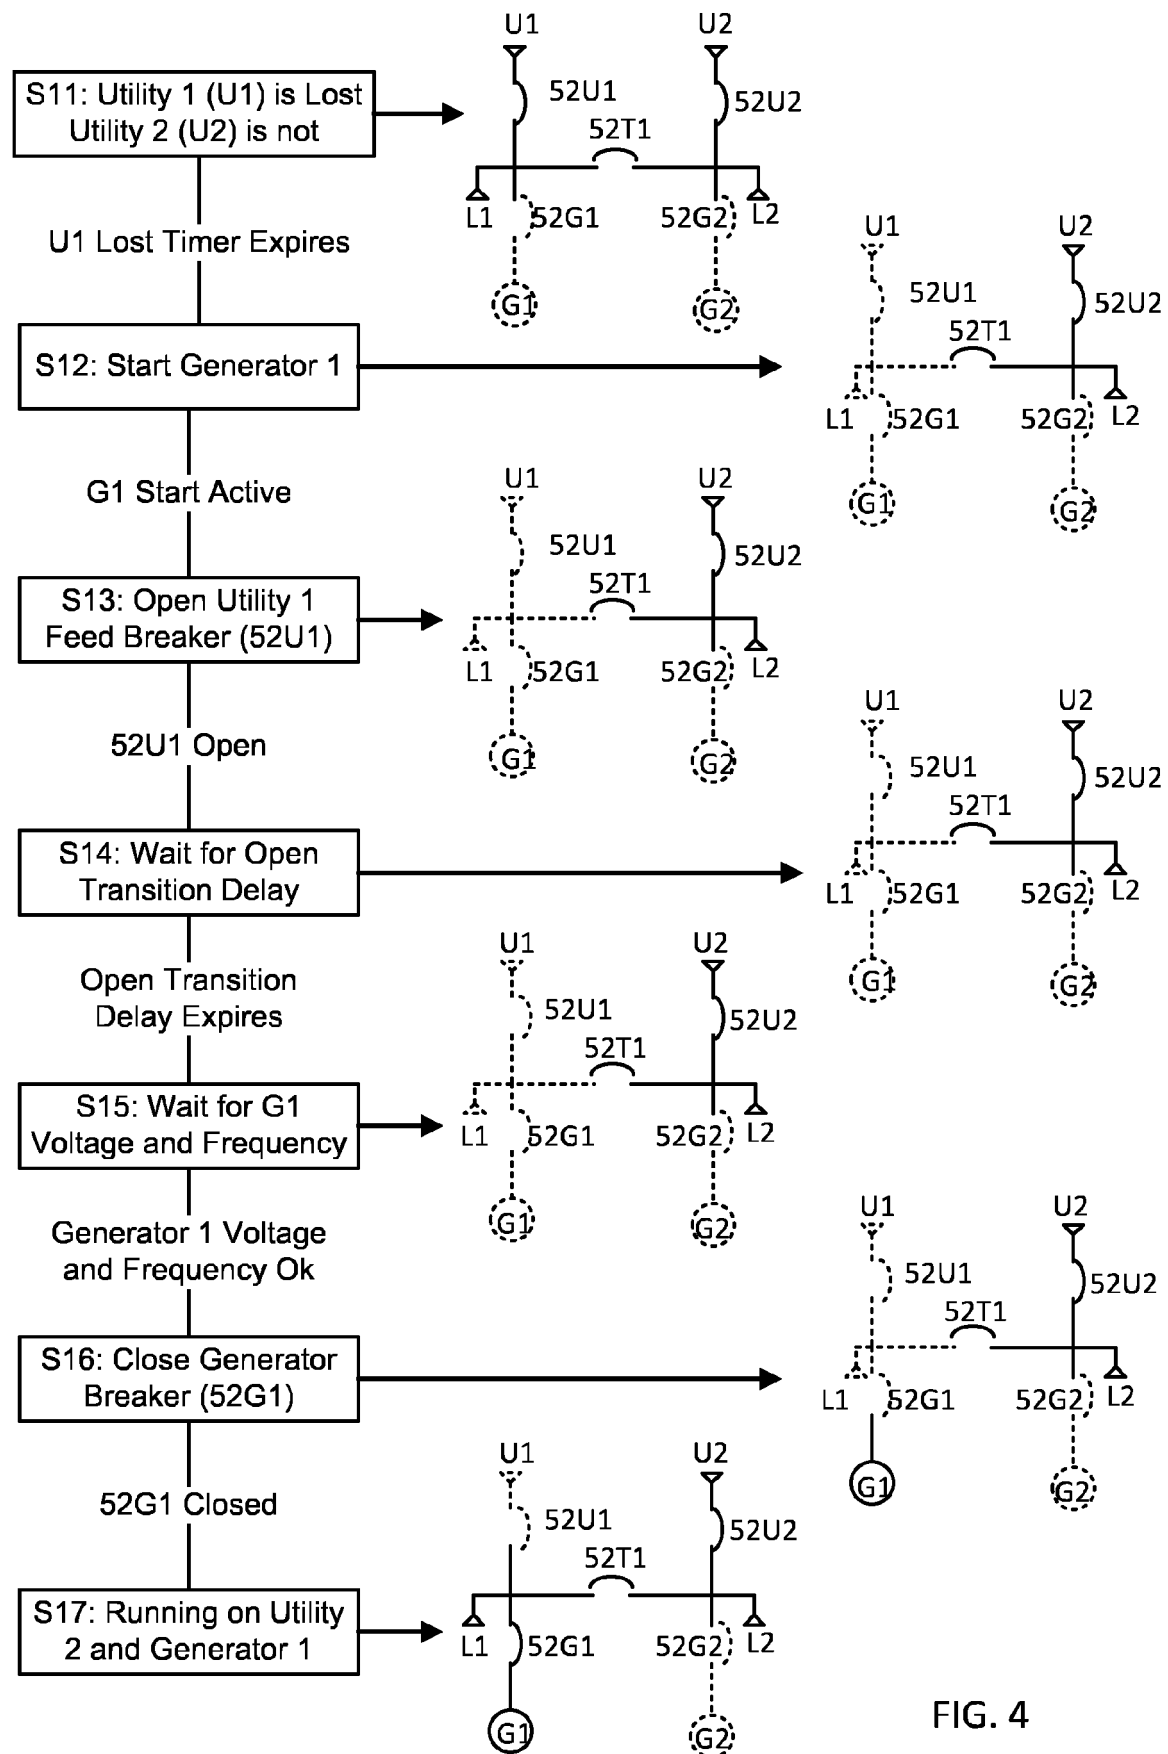 U1
U2
S11: Utility 1 (U1) is Lost
Utility 2 (U2) is not
52U1
52U2
52T1
L1
52G1
52G2
L2
G1
G2
U1 Lost Timer Expires
U1
U2
S12: Start Generator 1
52U1
52U2
52T1
L1
52G1
52G2
L2
G1
G2
G1 Start Active
U1
U2
S13: Open Utility 1
Feed Breaker (52U1)
52U1
52U2
52T1
L1
52G1
52G2
L2
G1
G2
52U1 Open
U1
U2
S14: Wait for Open
Transition Delay
52U1
52U2
52T1
L1
52G1
52G2
L2
G1
G2
Open Transition
Delay Expires
U1
U2
S15: Wait for G1
Voltage and Frequency
52U1
52U2
52T1
L1
52G1
52G2
L2
G1
G2
Generator 1 Voltage
and Frequency Ok
U1
U2
S16: Close Generator
Breaker (52G1)
52U1
52U2
52T1
L1
52G1
52G2
L2
G1
G2
52G1 Closed
U1
U2
S17: Running on Utility
2 and Generator 1
52U1
52U2
52T1
L1
52G1
52G2
L2
G1
G2
FIG. 4